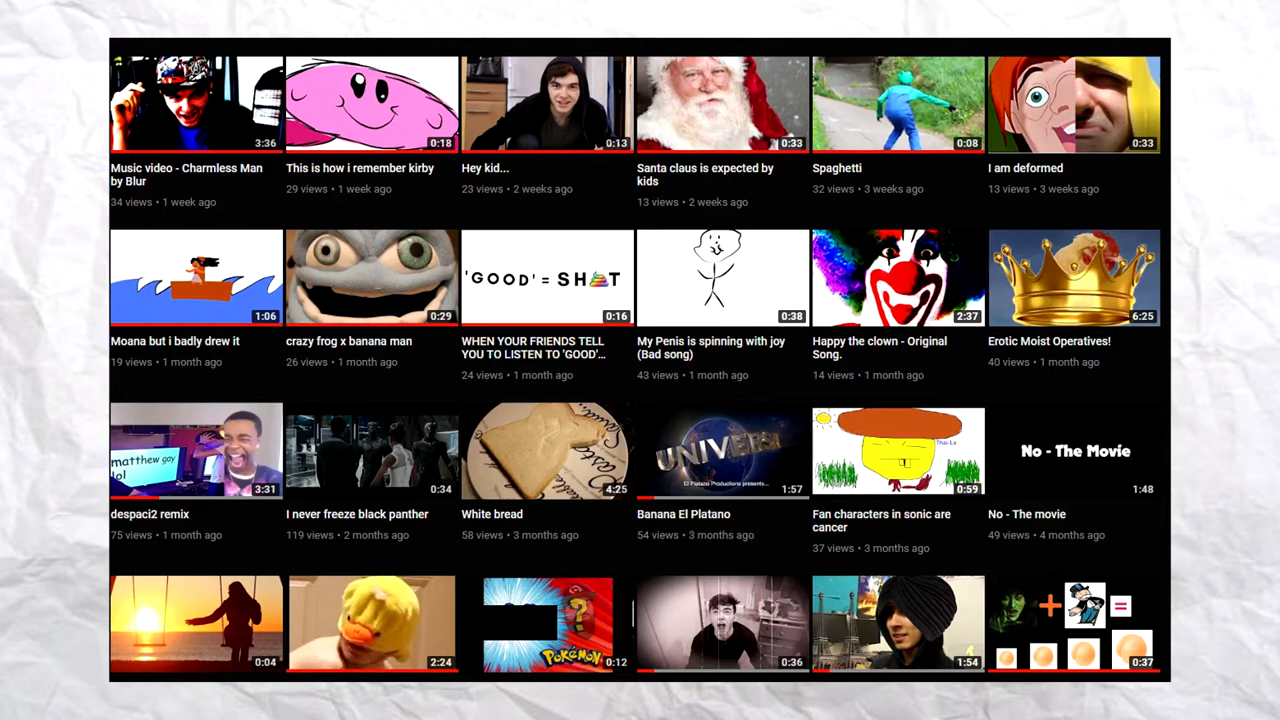 3:36
0:18
0:13
0:33
0:08
0:33
Music video - Charmless Man
by Blur
34 views • 1 week ago
This is how i remember kirby
29 views • 1 week ago
Hey kid...
23 views • 2 weeks ago
Santa claus is expected by
kids
13 views • 2 weeks ago
Spaghetti
32 views • 3 weeks ago
I am deformed
13 views • 3 weeks ago
1:06
0:29
'GOOD' = SH💩T
0:16
0:38
2:37
6:25
Moana but i badly drew it
19 views • 1 month ago
crazy frog x banana man
26 views • 1 month ago
WHEN YOUR FRIENDS TELL
YOU TO LISTEN TO 'GOOD'...
24 views • 1 month ago
My Penis is spinning with joy
(Bad song)
43 views • 1 month ago
Happy the clown - Original
Song.
14 views • 1 month ago
Erotic Moist Operatives!
40 views • 1 month ago
matthew gay
lol
3:31
0:34
4:25
UNIVER
El Platano Productions presents...
1:57
Thai-La
0:59
No - The Movie
1:48
despaci2 remix
75 views • 1 month ago
I never freeze black panther
119 views • 2 months ago
White bread
58 views • 3 months ago
Banana El Platano
54 views • 3 months ago
Fan characters in sonic are
cancer
37 views • 3 months ago
No - The movie
49 views • 4 months ago
0:04
2:24
?
POKéMON
0:12
0:36
1:54
+ =
0:37